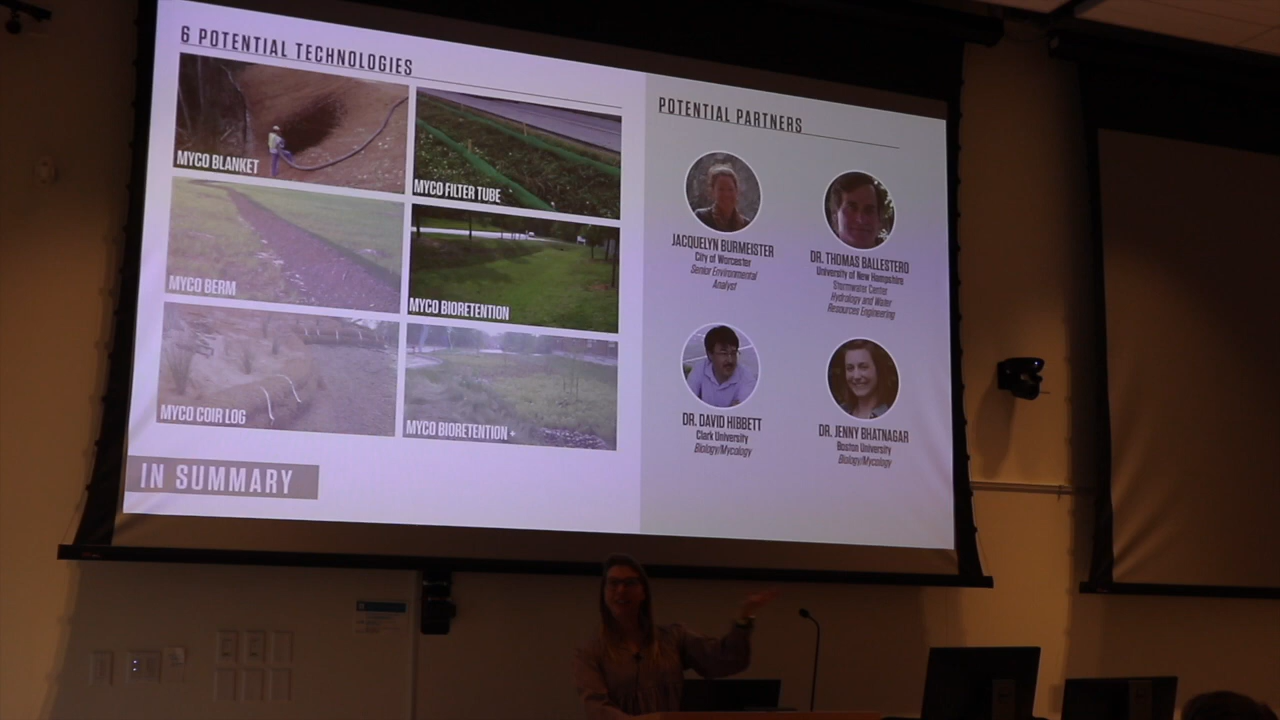 6 POTENTIAL TECHNOLOGIES
MYCO BLANKET
MYCO FILTER TUBE
MYCO BERM
MYCO BIORETENTION
MYCO COIR LOG
MYCO BIORETENTION +
IN SUMMARY
POTENTIAL PARTNERS
JACQUELYN BURMEISTER
City of Worcester
Senior Environmental
Analyst
DR. THOMAS BALLESTERO
University of New Hampshire
Stormwater Center
Hydrology and Water
Resources Engineering
DR. DAVID HIBBETT
Clark University
Biology/Mycology
DR. JENNY BHATNAGAR
Boston University
Biology/Mycology